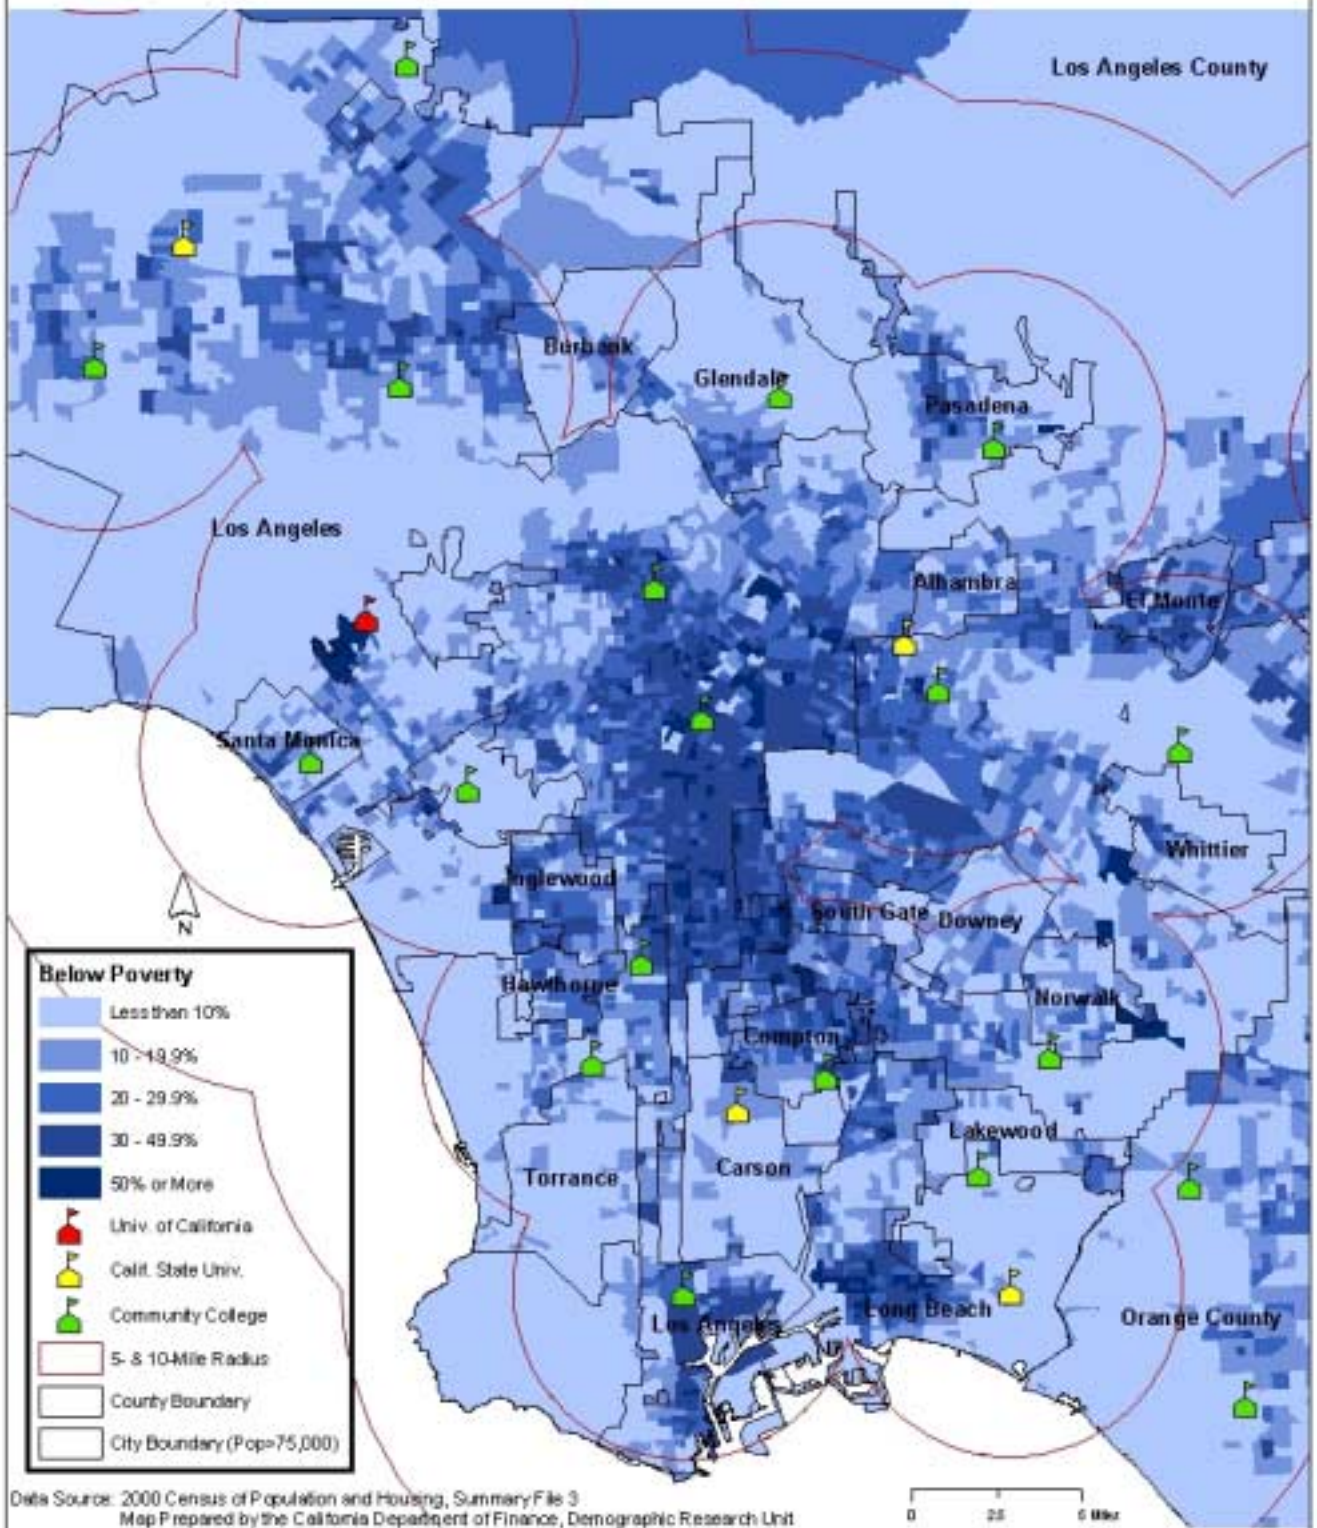 Los Angeles County
Burbank
Glendale
Pasadena
Los Angeles
Alhambra
El Monte
4
Santa Monica
Whittier
Inglewood
South Gate
Downey
N
Hawthorne
Norwalk
Compton
Lakewood
Carson
Torrance
Long Beach
Los Angeles
Orange County
Below Poverty
Less than 10%
10 - 19.9%
20 - 29.9%
30 - 49.9%
50% or More
Univ. of California
Calif. State Univ.
Community College
5- & 10-Mile Radius
County Boundary
City Boundary (Pop>75,000)
Data Source: 2000 Census of Population and Housing, Summary File 3
Map Prepared by the California Department of Finance, Demographic Research Unit
0 2.5 5 Miles